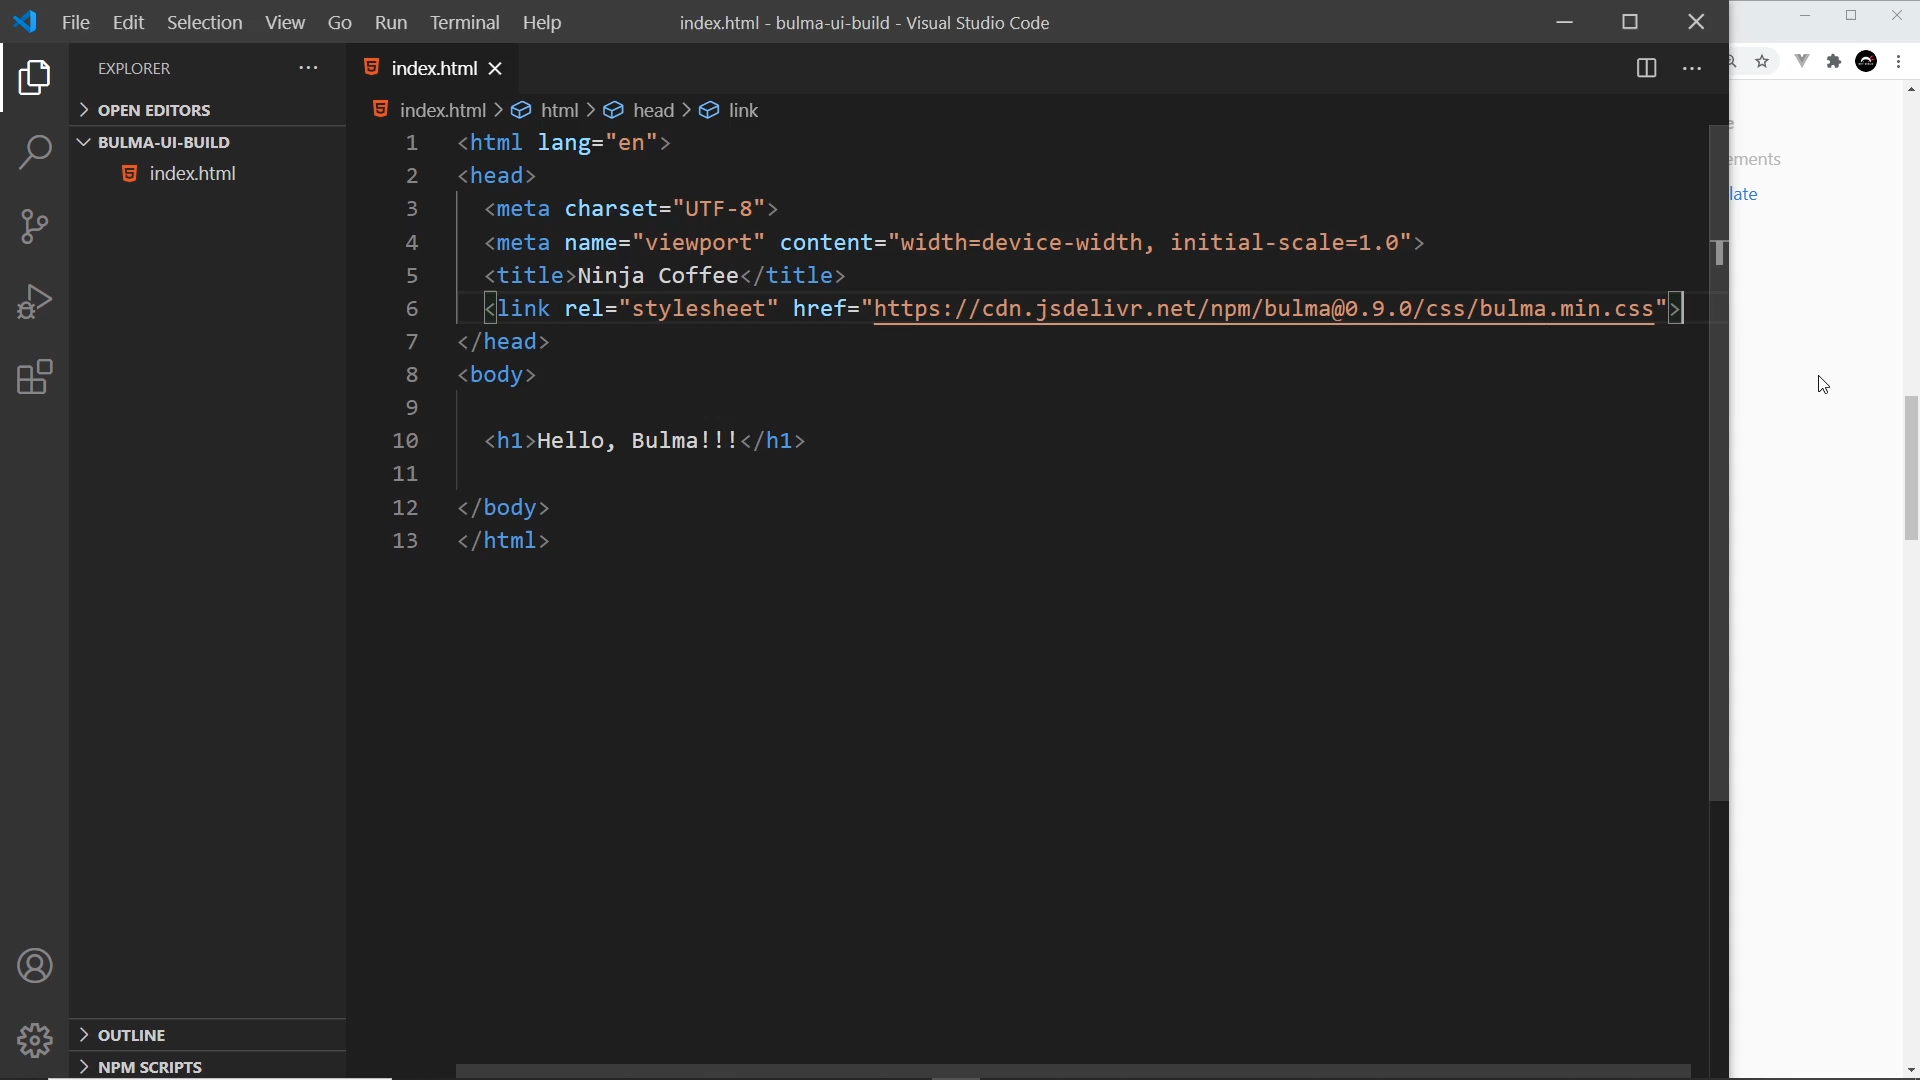 File Edit Selection View Go Run Terminal Help
index.html - bulma-ui-build - Visual Studio Code
EXPLORER
OPEN EDITORS
BULMA-UI-BUILD
index.html
OUTLINE
NPM SCRIPTS
index.html
index.html > html > head > link
1 <html lang="en">
2 <head>
3 <meta charset="UTF-8">
4 <meta name="viewport" content="width=device-width, initial-scale=1.0">
5 <title>Ninja Coffee</title>
6 <link rel="stylesheet" href="https://cdn.jsdelivr.net/npm/bulma@0.9.0/css/bulma.min.css">
7 </head>
8 <body>
9
10 <h1>Hello, Bulma!!!</h1>
11
12 </body>
13 </html>
e
ements
late